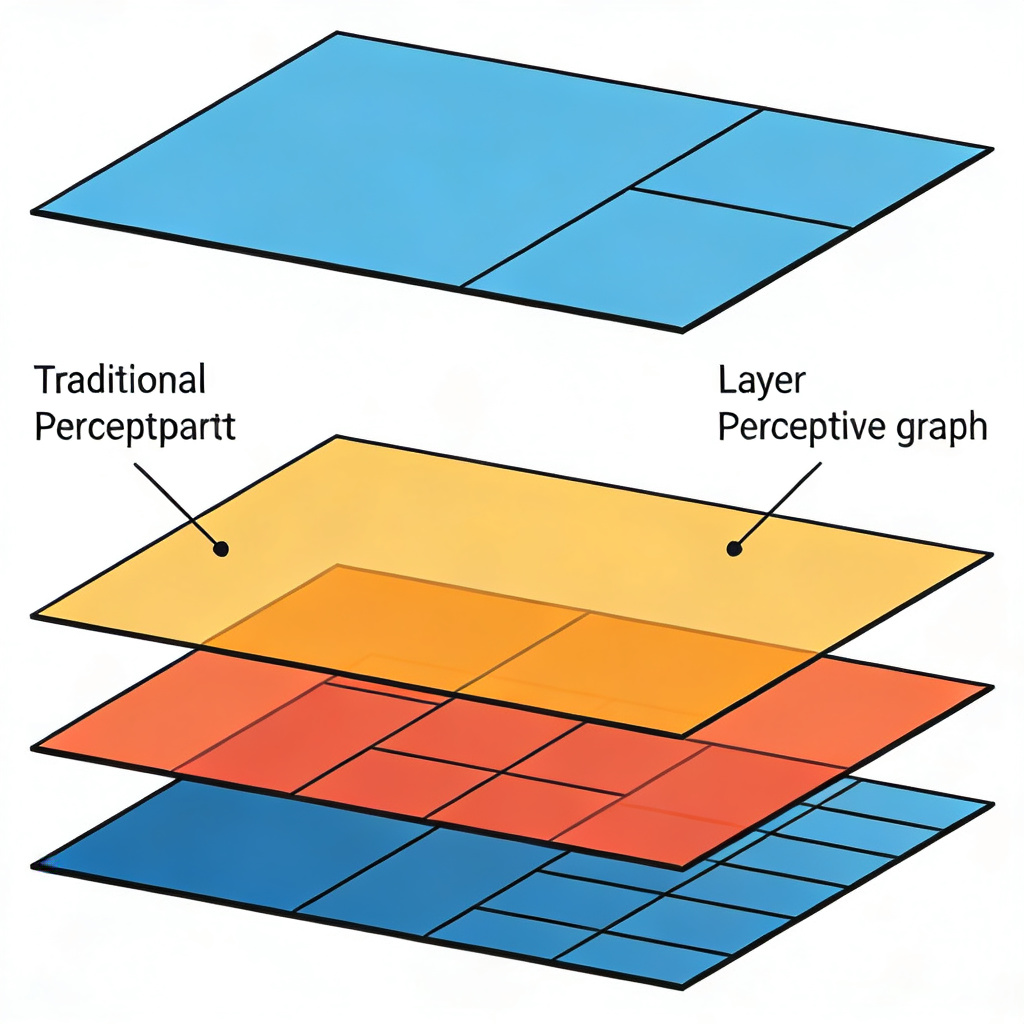 Traditional
Perceptpartt
Layer
Perceptive graph